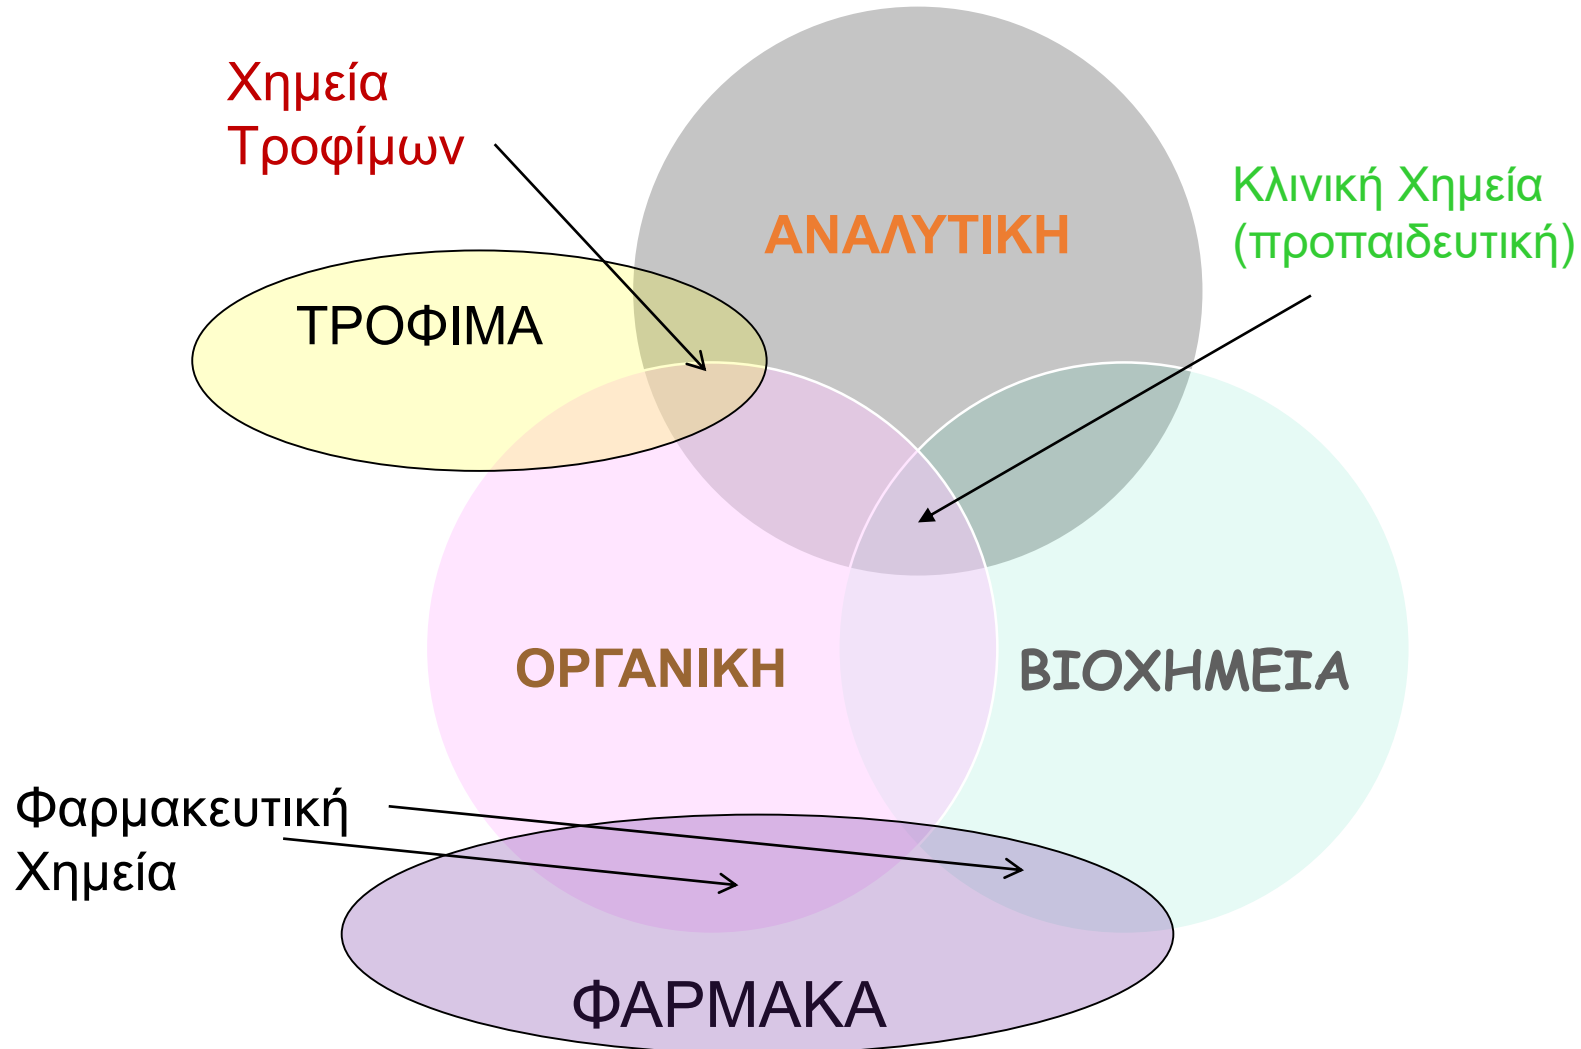 Χημεία
Τροφίμων
ΑΝΑΛΥΤΙΚΗ
Κλινική Χημεία
(προπαιδευτική)
ΤΡΟΦΙΜΑ
ΟΡΓΑΝΙΚΗ
ΒΙΟΧΗΜΕΙΑ
Φαρμακευτική
Χημεία
ΦΑΡΜΑΚΑ